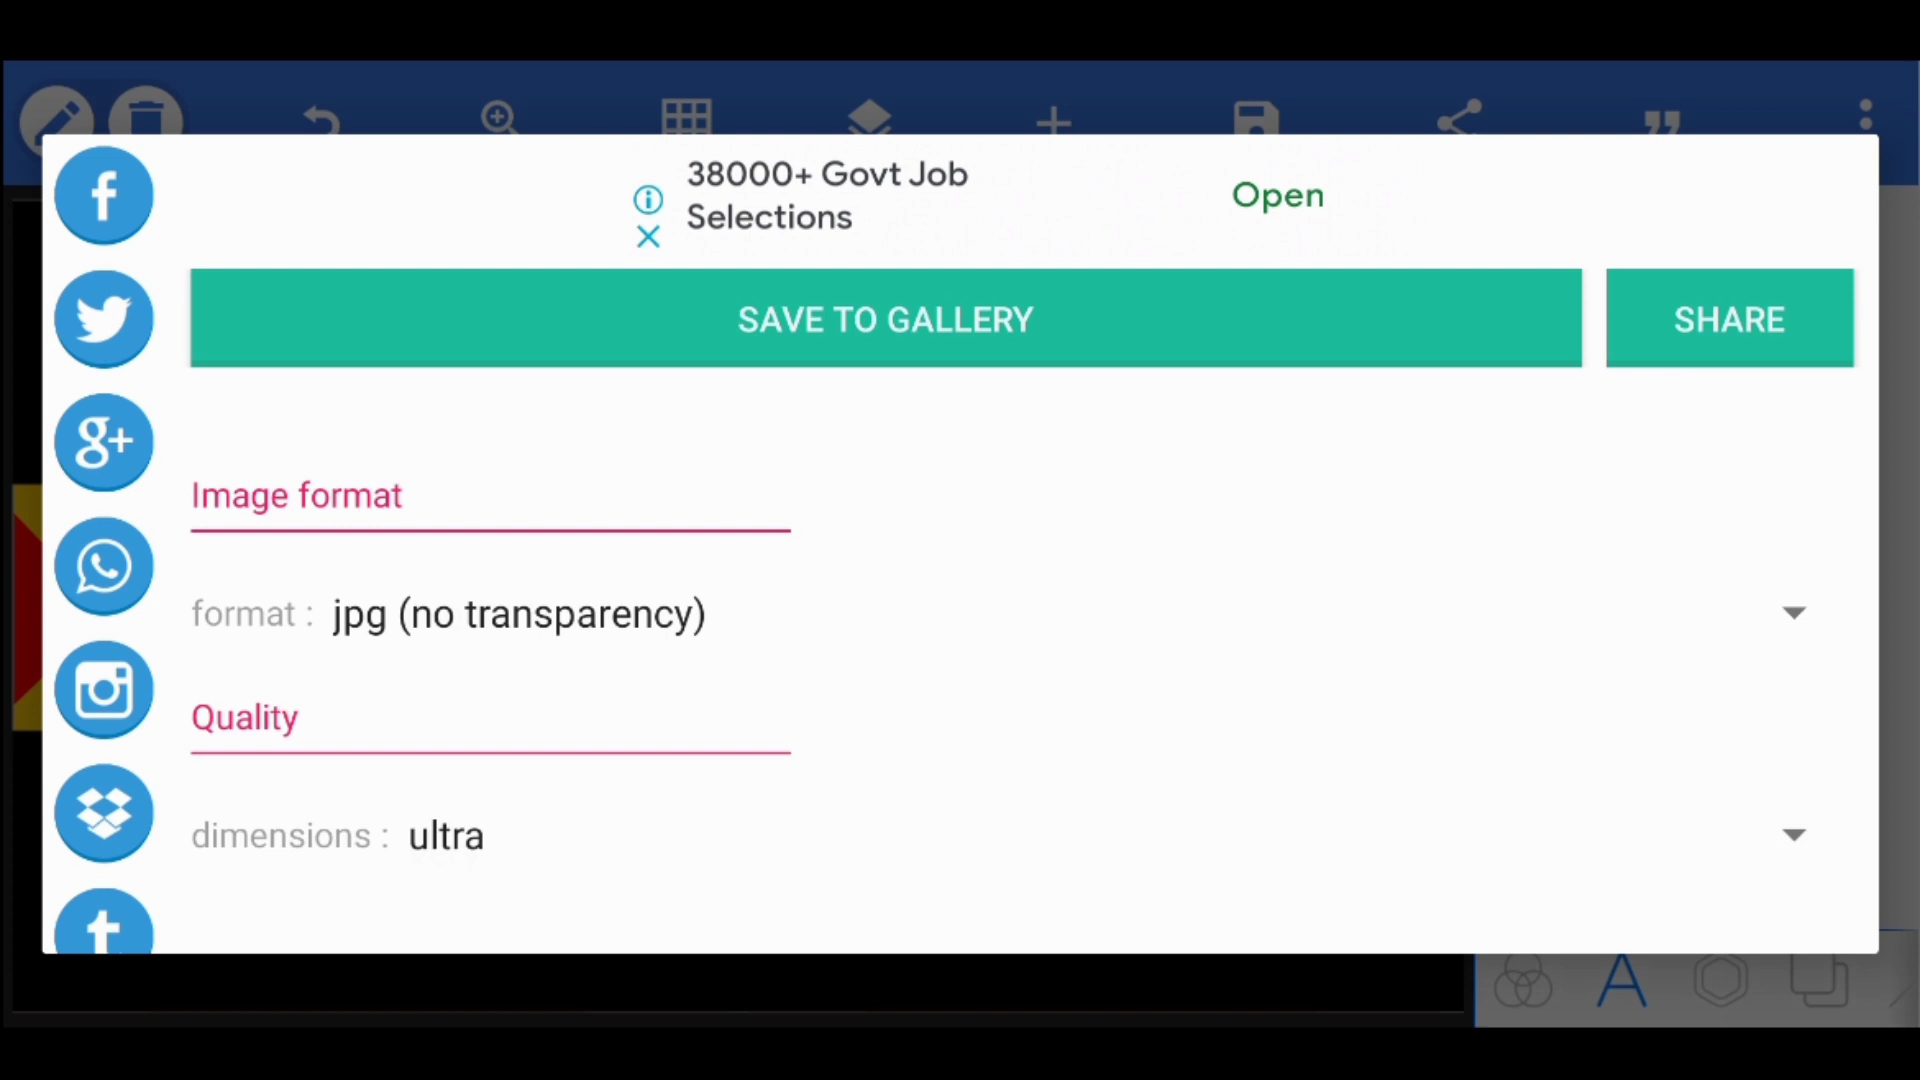 38000+ Govt Job
Selections
Open
SAVE TO GALLERY
SHARE
Image format
format : jpg (no transparency)
Quality
dimensions : ultra